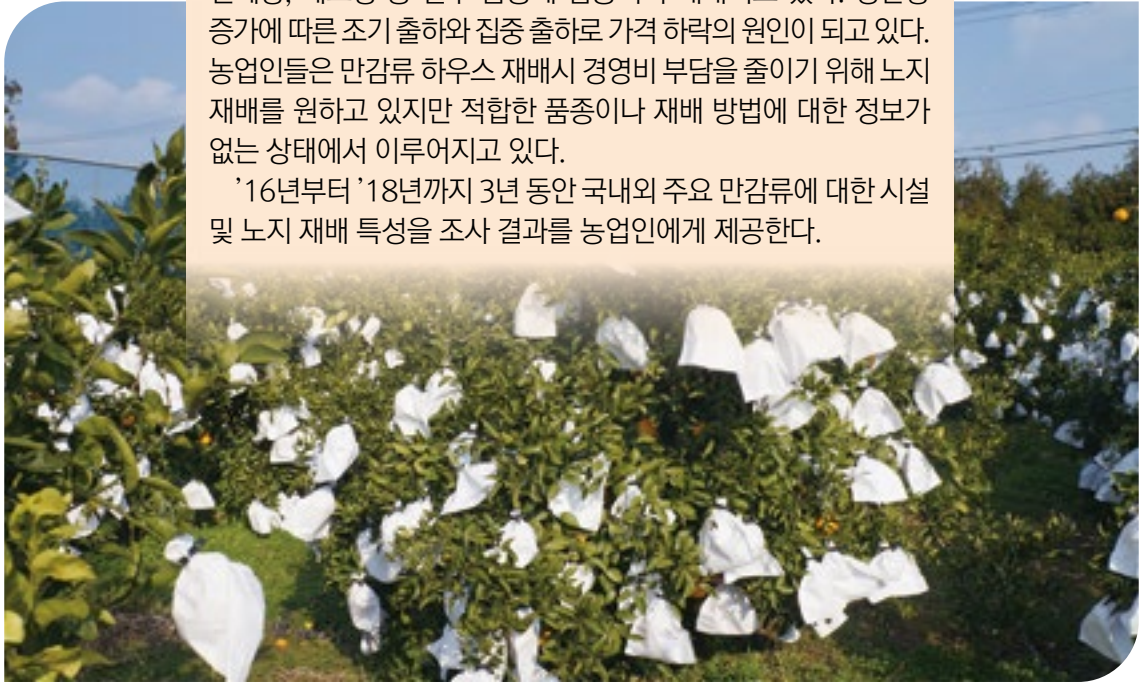 증가에 따른 조기 출하와 집중 출하로 가격 하락의 원인이 되고 있다.
농업인들은 만감류 하우스 재배시 경영비 부담을 줄이기 위해 노지
재배를 원하고 있지만 적합한 품종이나 재배 방법에 대한 정보가
없는 상태에서 이루어지고 있다.
’16년부터 ’18년까지 3년 동안 국내외 주요 만감류에 대한 시설
및 노지 재배 특성을 조사 결과를 농업인에게 제공한다.